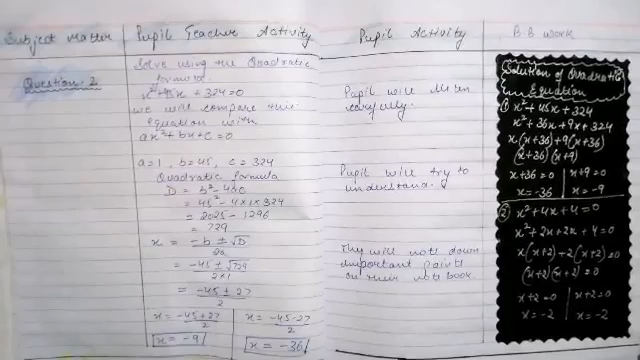 Subject Matter
Pupil Teacher Activity
Pupil Activity
B.B work
Question 2
Solve using the Quadratic
formula.
x²+45x + 324=0
we will compare this
Equation with
ax²+bx+c=0
a=1, b=45, c=324
Quadratic formula
D = b²-4ac
= 45² - 4×1×324
= 2025 - 1296
= 729
x = -b ± √D / 2a
= -45 ± √729 / 2×1
= -45 ± 27 / 2
x = -45+27 / 2
x = -45-27 / 2
x = -9
x = -36
Pupil will listen
carefully.
Pupil will try to
understand.
They will note down
important points
on their note book
Solution of Quadratic
Equation
① x² + 45x + 324
x² + 36x + 9x + 324
x(x+36)+9(x+36)
(x+36)(x+9)
x+36=0 | x+9=0
x=-36 | x=-9
② x² + 4x + 4 = 0
x² + 2x + 2x + 4 = 0
x(x+2)+2(x+2)=0
(x+2)(x+2)=0
x+2=0 | x+2=0
x=-2 | x=-2